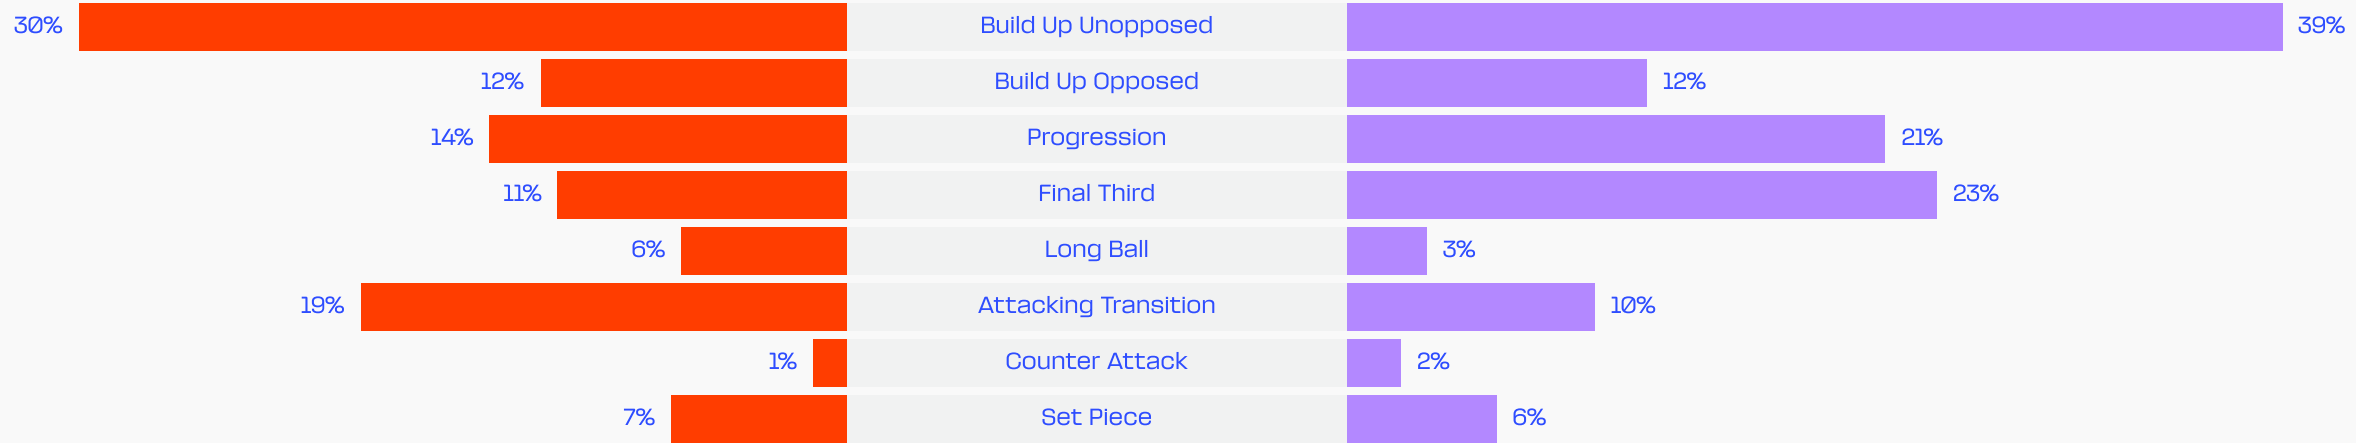 30% Build Up Unopposed 39%
12% Build Up Opposed 12%
14% Progression 21%
11% Final Third 23%
6% Long Ball 3%
19% Attacking Transition 10%
1% Counter Attack 2%
7% Set Piece 6%